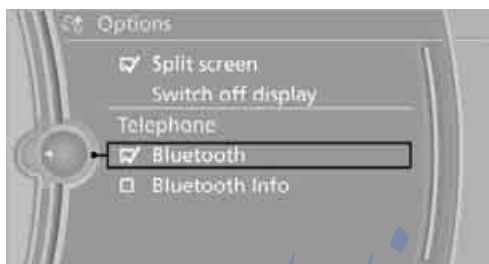 Options
Split screen
Switch off display
Telephone
Bluetooth
Bluetooth Info